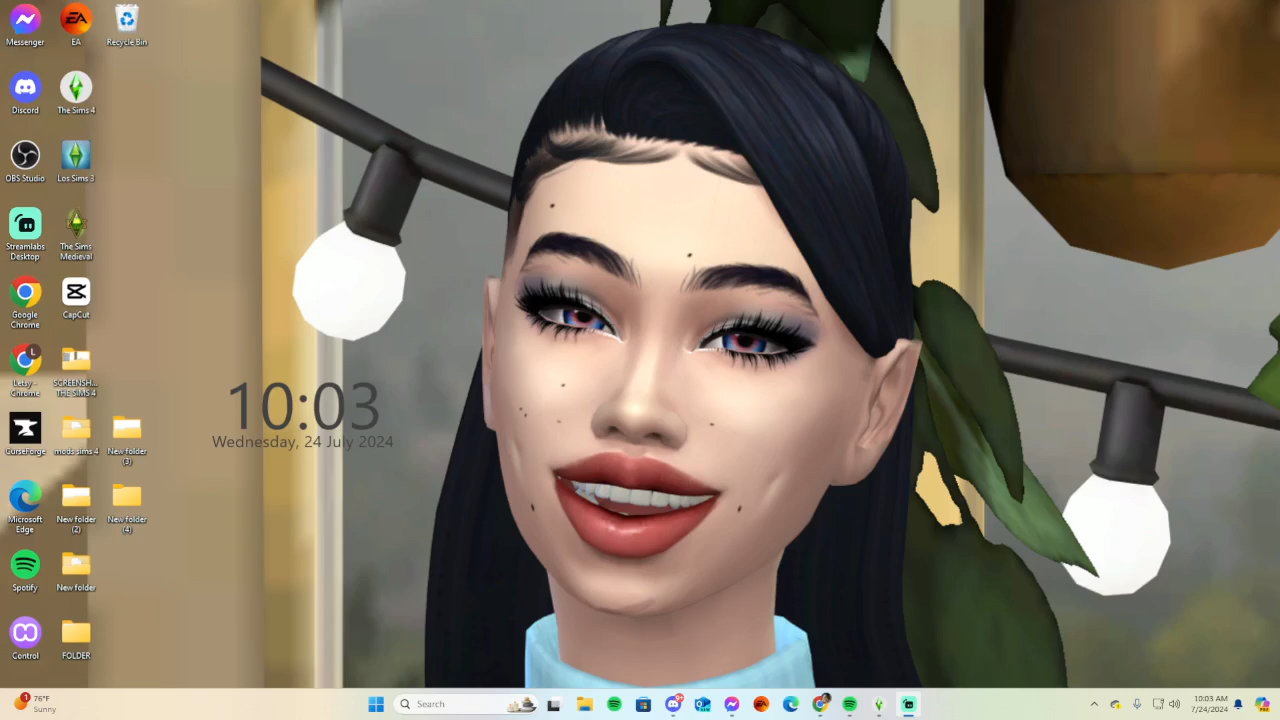 Messenger
EA
Recycle Bin
Discord
The Sims 4
OBS Studio
Los Sims 3
Streamlabs
Desktop
The Sims
Medieval
Google
Chrome
CapCut
Letsy -
Chrome
SCREENSH...
THE SIMS 4
CurseForge
mods sims 4
New folder
(3)
Microsoft
Edge
New folder
(2)
New folder
(4)
Spotify
New folder
Control
FOLDER
10:03
Wednesday, 24 July 2024
1
76°F
Sunny
Search
9+
10:03 AM
7/24/2024